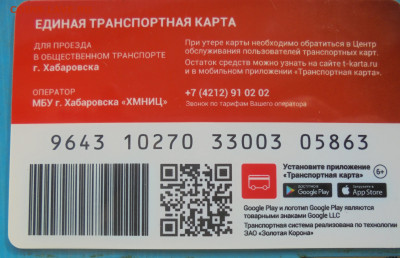 ЕДИНАЯ ТРАНСПОРТНАЯ КАРТА
ДЛЯ ПРОЕЗДА
В ОБЩЕСТВЕННОМ ТРАНСПОРТЕ
г. Хабаровска
ОПЕРАТОР
МБУ г. Хабаровска «ХМНИЦ»
При утере карты необходимо обратиться в Центр
обслуживания пользователей транспортных карт.
Остаток средств можно узнать на сайте t-karta.ru
и в мобильном приложении «Транспортная карта».
+7 (4212) 91 02 02
Звонок по тарифам Вашего оператора
9643 10270 33003 05863
Установите приложение
«Транспортная карта»
6+
ДОСТУПНО В
Google Play
Загрузите в
App Store
Google Play и логотип Google Play являются
товарными знаками Google LLC
Транспортная система реализована по технологии
ЗАО «Золотая Корона»